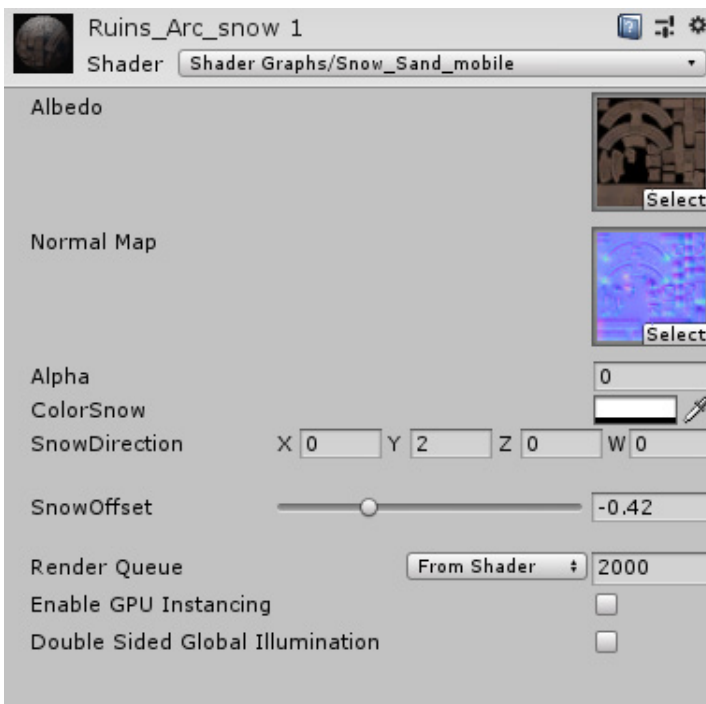 Ruins_Arc_snow 1
Shader Shader Graphs/Snow_Sand_mobile
Albedo
Select
Normal Map
Select
Alpha 0
ColorSnow
SnowDirection X 0 Y 2 Z 0 W 0
SnowOffset -0.42
Render Queue From Shader 2000
Enable GPU Instancing
Double Sided Global Illumination